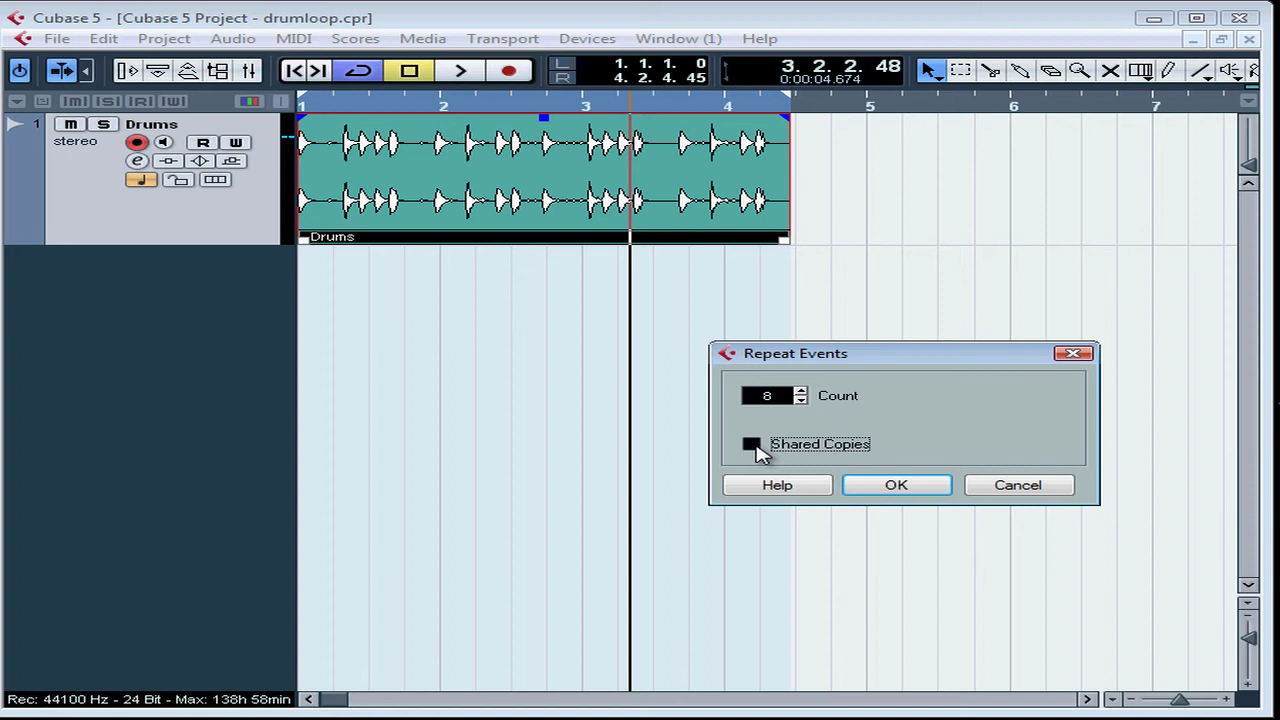 Cubase 5 - [Cubase 5 Project - drumloop.cpr]
File Edit Project Audio MIDI Scores Media Transport Devices Window (1) Help
L 1. 1. 1. 0
R 4. 2. 4. 45
3. 2. 2. 48
0:00:04.674
M S R W
1 2 3 4 5 6 7
1 M S Drums
stereo
R W
e
Drums
Repeat Events
8 Count
Shared Copies
Help OK Cancel
Rec: 44100 Hz - 24 Bit - Max: 138h 58min